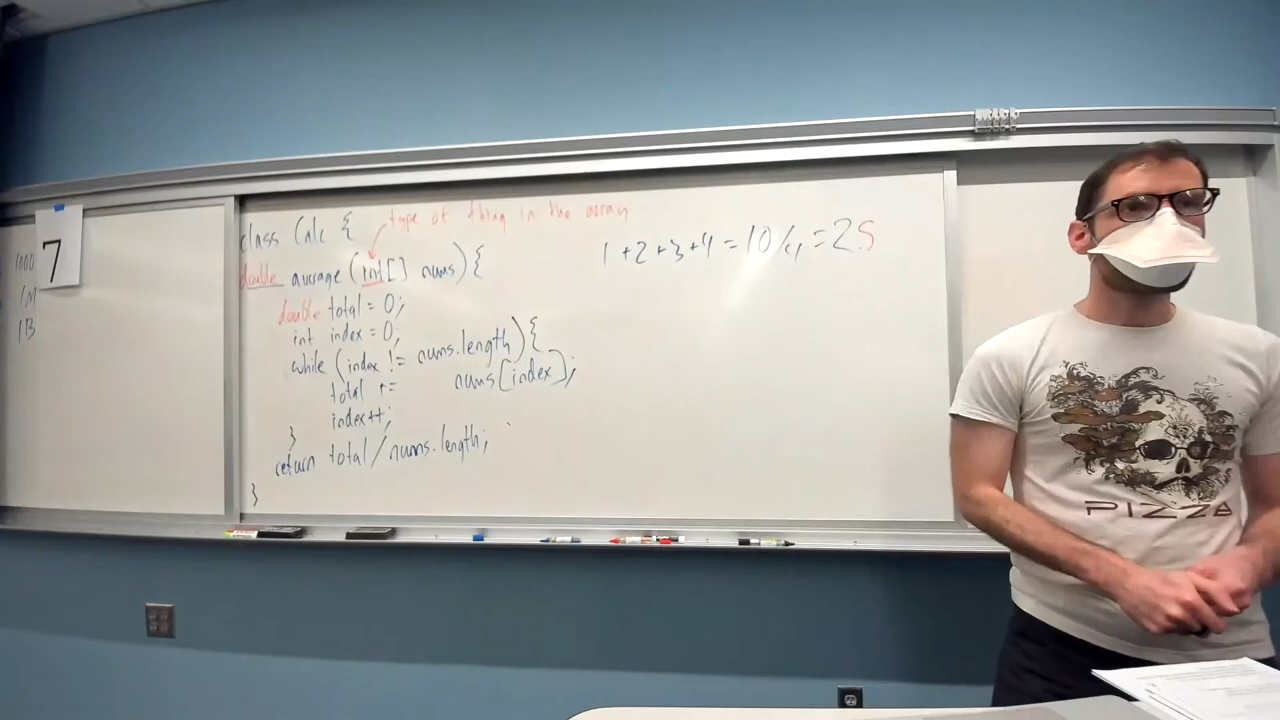 1000
1M
1B
7
class Calc {
type of thing in the array
double average (int[] nums) {
double total = 0;
int index = 0;
while (index != nums.length) {
total += nums[index];
index++;
}
return total/nums.length;
}
1+2+3+4=10/4=2.5
PIZZA